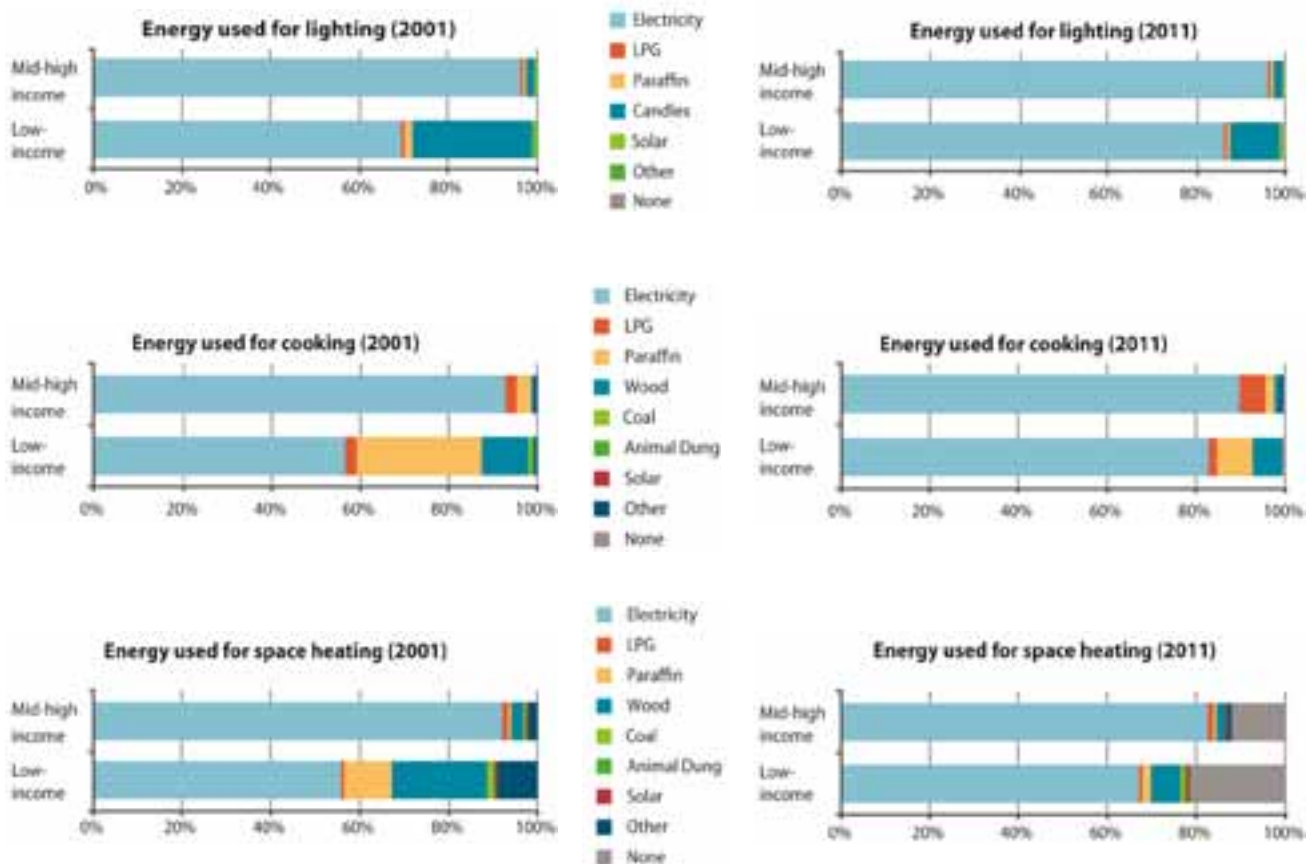 Energy used for lighting (2001)
Mid-high
income
Low-
income
0% 20% 40% 60% 80% 100%
Electricity
LPG
Paraffin
Candles
Solar
Other
None
Energy used for lighting (2011)
Mid-high
income
Low-
income
0% 20% 40% 60% 80% 100%
Energy used for cooking (2001)
Mid-high
income
Low-
income
0% 20% 40% 60% 80% 100%
Electricity
LPG
Paraffin
Wood
Coal
Animal Dung
Solar
Other
None
Energy used for cooking (2011)
Mid-high
income
Low-
income
0% 20% 40% 60% 80% 100%
Energy used for space heating (2001)
Mid-high
income
Low-
income
0% 20% 40% 60% 80% 100%
Electricity
LPG
Paraffin
Wood
Coal
Animal Dung
Solar
Other
None
Energy used for space heating (2011)
Mid-high
income
Low-
income
0% 20% 40% 60% 80% 100%